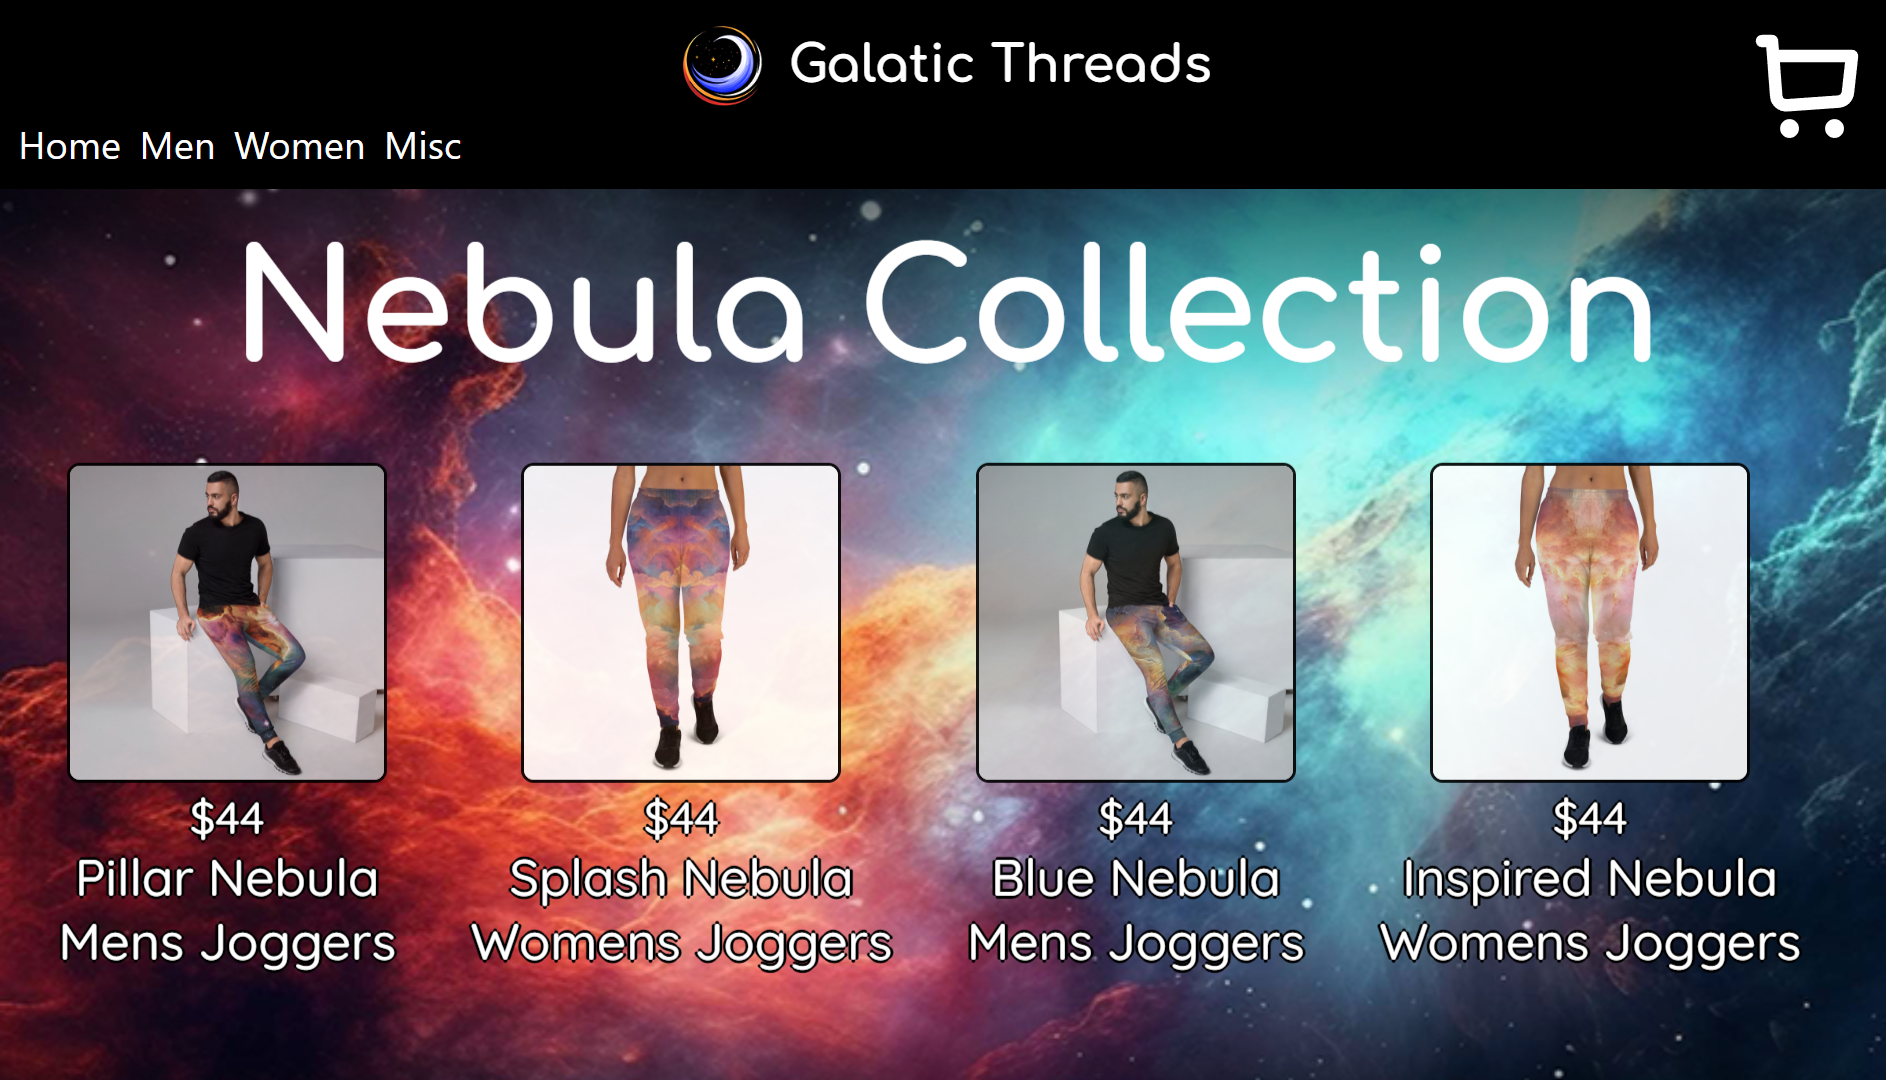 Galatic Threads
Home Men Women Misc
Nebula Collection
$44
Pillar Nebula
Mens Joggers
$44
Splash Nebula
Womens Joggers
$44
Blue Nebula
Mens Joggers
$44
Inspired Nebula
Womens Joggers